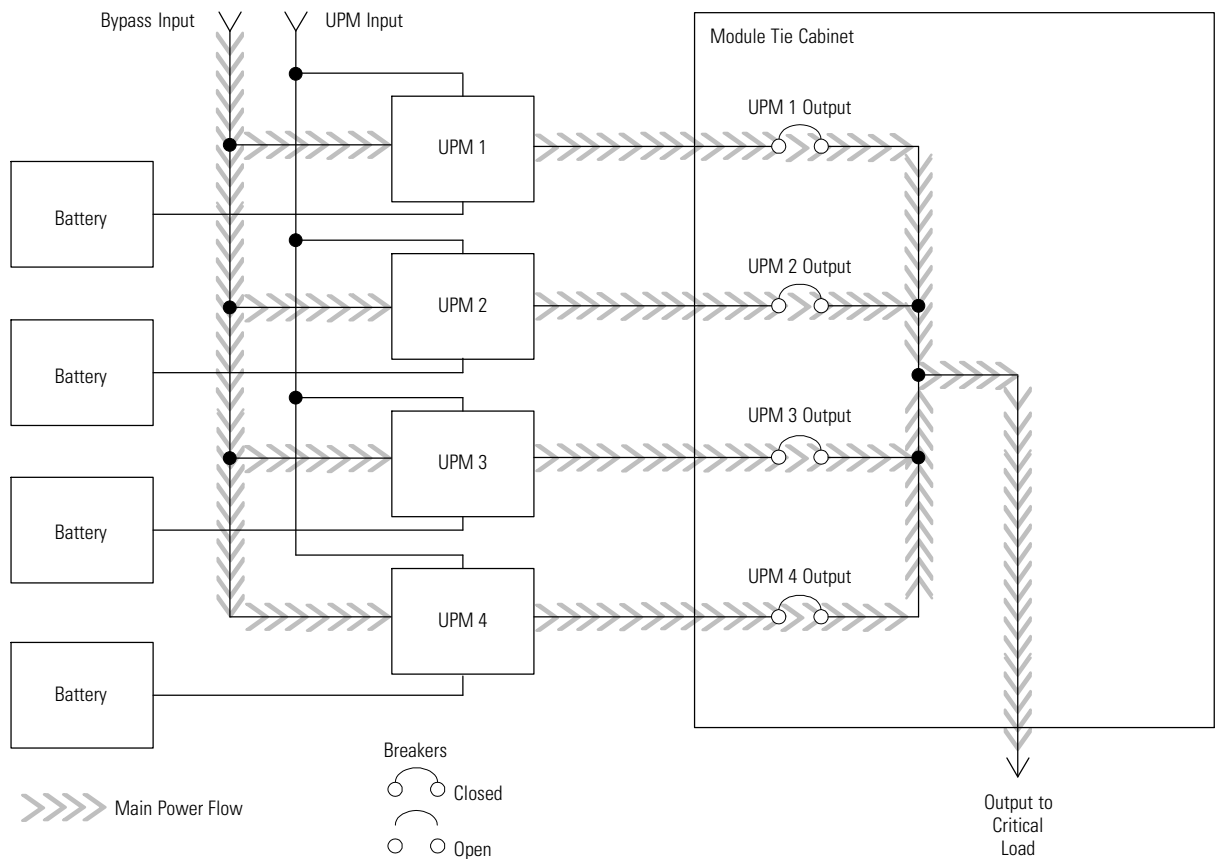 Bypass Input
UPM Input
Module Tie Cabinet
UPM 1 Output
UPM 1
Battery
UPM 2 Output
UPM 2
Battery
UPM 3 Output
UPM 3
Battery
UPM 4 Output
UPM 4
Battery
Breakers
Closed
Open
Main Power Flow
Output to
Critical
Load